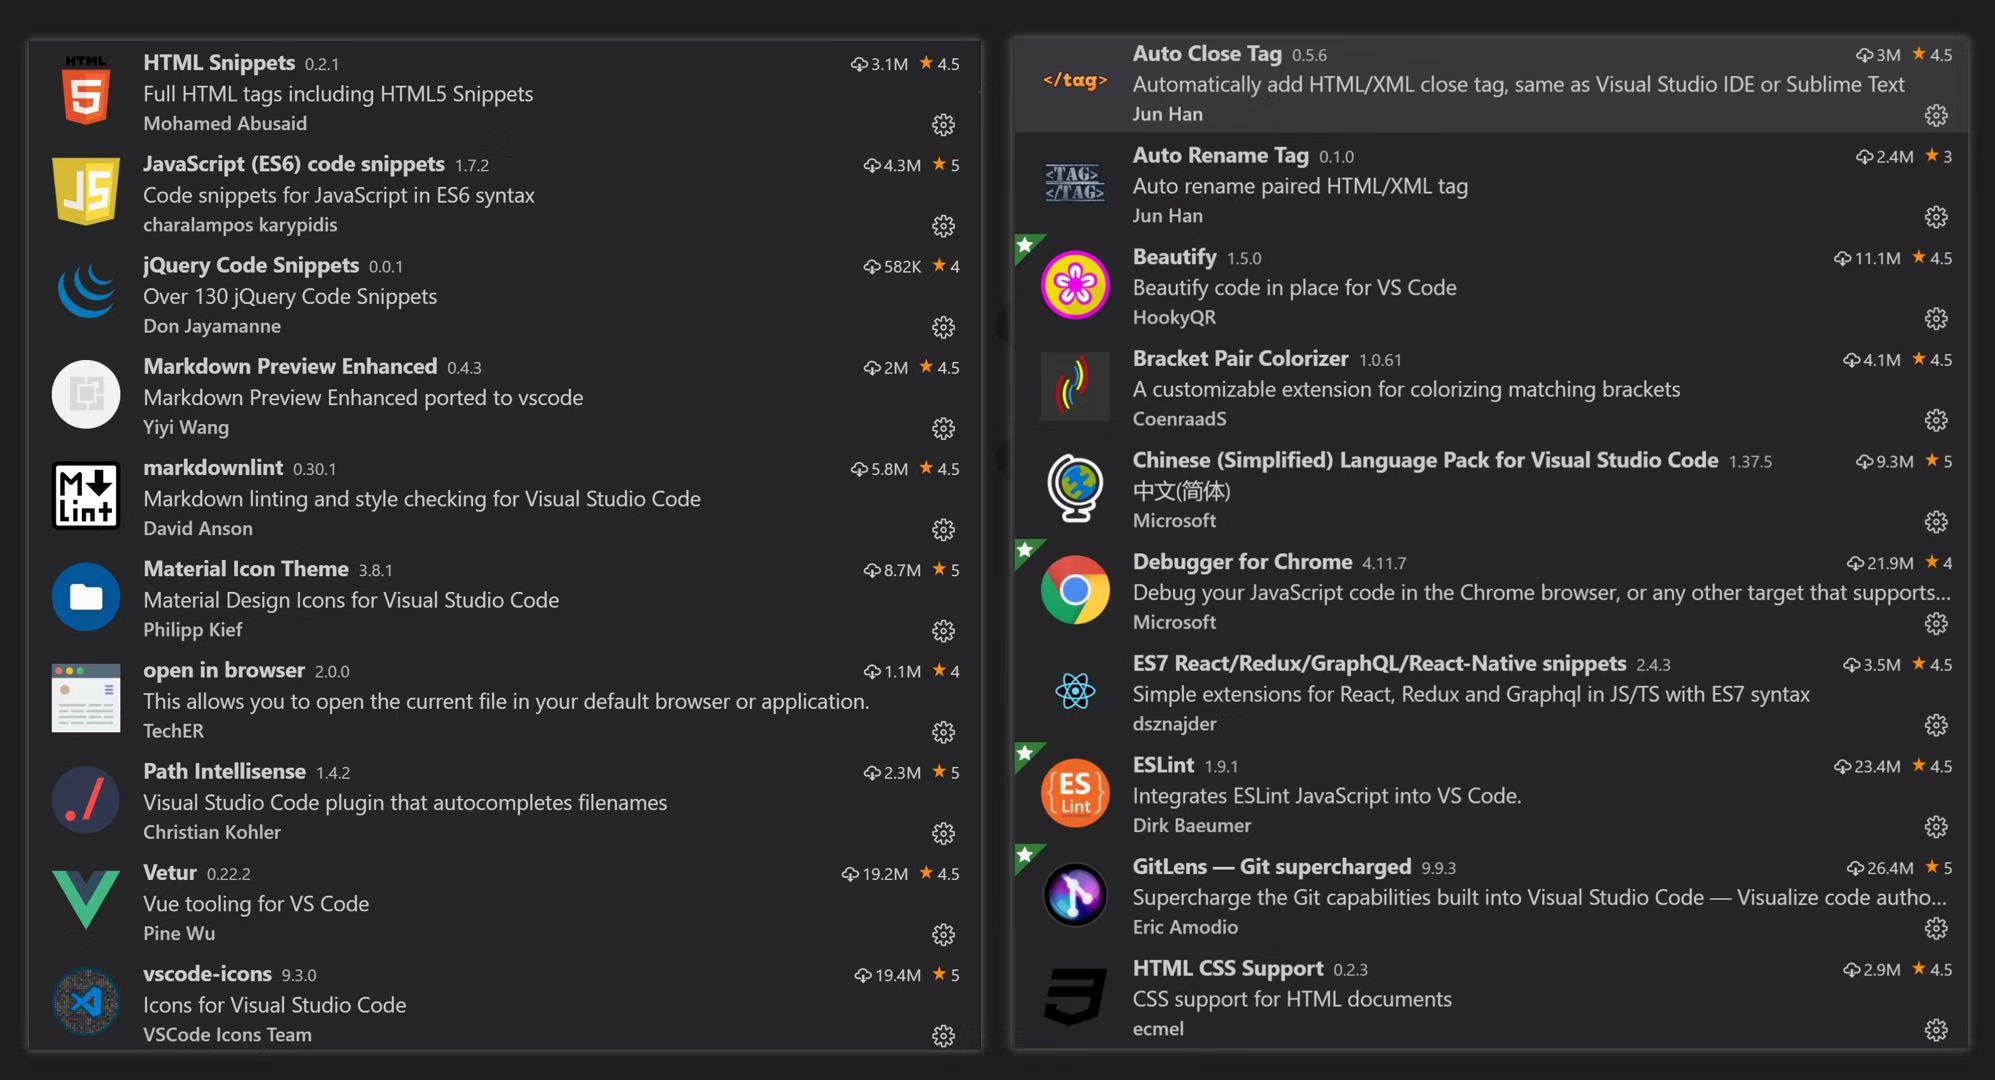 HTML
5
HTML Snippets 0.2.1 3.1M ★ 4.5
Full HTML tags including HTML5 Snippets
Mohamed Abusaid
JS
JavaScript (ES6) code snippets 1.7.2 4.3M ★ 5
Code snippets for JavaScript in ES6 syntax
charalampos karypidis
jQuery Code Snippets 0.0.1 582K ★ 4
Over 130 jQuery Code Snippets
Don Jayamanne
Markdown Preview Enhanced 0.4.3 2M ★ 4.5
Markdown Preview Enhanced ported to vscode
Yiyi Wang
M
lint
markdownlint 0.30.1 5.8M ★ 4.5
Markdown linting and style checking for Visual Studio Code
David Anson
Material Icon Theme 3.8.1 8.7M ★ 5
Material Design Icons for Visual Studio Code
Philipp Kief
open in browser 2.0.0 1.1M ★ 4
This allows you to open the current file in your default browser or application.
TechER
./
Path Intellisense 1.4.2 2.3M ★ 5
Visual Studio Code plugin that autocompletes filenames
Christian Kohler
Vetur 0.22.2 19.2M ★ 4.5
Vue tooling for VS Code
Pine Wu
vscode-icons 9.3.0 19.4M ★ 5
Icons for Visual Studio Code
VSCode Icons Team
</tag>
Auto Close Tag 0.5.6 3M ★ 4.5
Automatically add HTML/XML close tag, same as Visual Studio IDE or Sublime Text
Jun Han
<TAG>
</TAG>
Auto Rename Tag 0.1.0 2.4M ★ 3
Auto rename paired HTML/XML tag
Jun Han
Beautify 1.5.0 11.1M ★ 4.5
Beautify code in place for VS Code
HookyQR
Bracket Pair Colorizer 1.0.61 4.1M ★ 4.5
A customizable extension for colorizing matching brackets
CoenraadS
Chinese (Simplified) Language Pack for Visual Studio Code 1.37.5 9.3M ★ 5
中文(简体)
Microsoft
Debugger for Chrome 4.11.7 21.9M ★ 4
Debug your JavaScript code in the Chrome browser, or any other target that supports...
Microsoft
ES7 React/Redux/GraphQL/React-Native snippets 2.4.3 3.5M ★ 4.5
Simple extensions for React, Redux and Graphql in JS/TS with ES7 syntax
dsznajder
{ES
Lint}
ESLint 1.9.1 23.4M ★ 4.5
Integrates ESLint JavaScript into VS Code.
Dirk Baeumer
GitLens — Git supercharged 9.9.3 26.4M ★ 5
Supercharge the Git capabilities built into Visual Studio Code — Visualize code autho...
Eric Amodio
HTML CSS Support 0.2.3 2.9M ★ 4.5
CSS support for HTML documents
ecmel